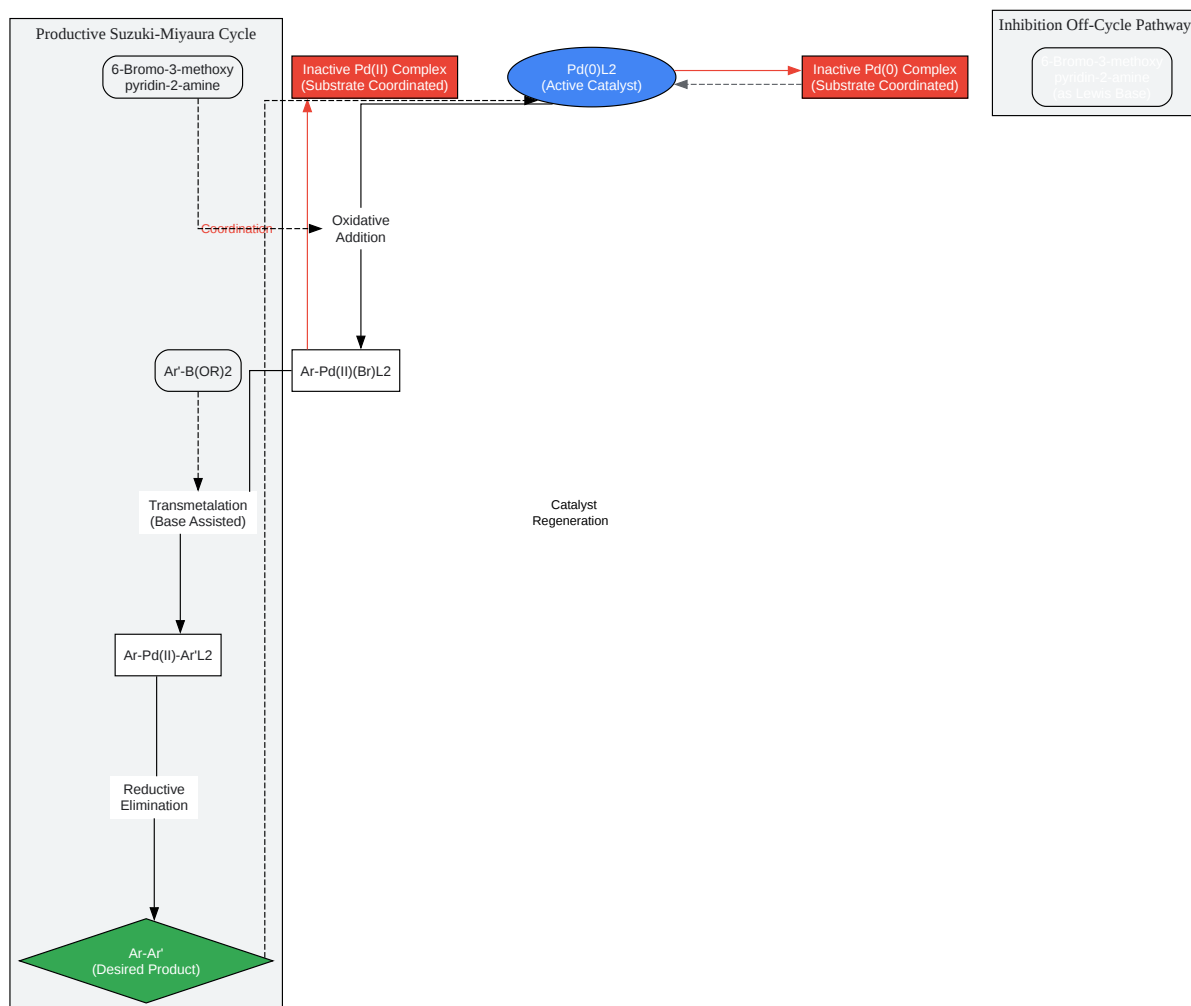 Productive Suzuki-Miyaura Cycle
Inhibition Off-Cycle Pathway
6-Bromo-3-methoxy
pyridin-2-amine
Inactive Pd(II) Complex
(Substrate Coordinated)
Pd(0)L2
(Active Catalyst)
Inactive Pd(0) Complex
(Substrate Coordinated)
6-Bromo-3-methoxy
pyridin-2-amine
(as Lewis Base)
Coordination
Oxidative
Addition
Ar'-B(OR)2
Ar-Pd(II)(Br)L2
Transmetalation
(Base Assisted)
Catalyst
Regeneration
Ar-Pd(II)-Ar'L2
Reductive
Elimination
Ar-Ar'
(Desired Product)